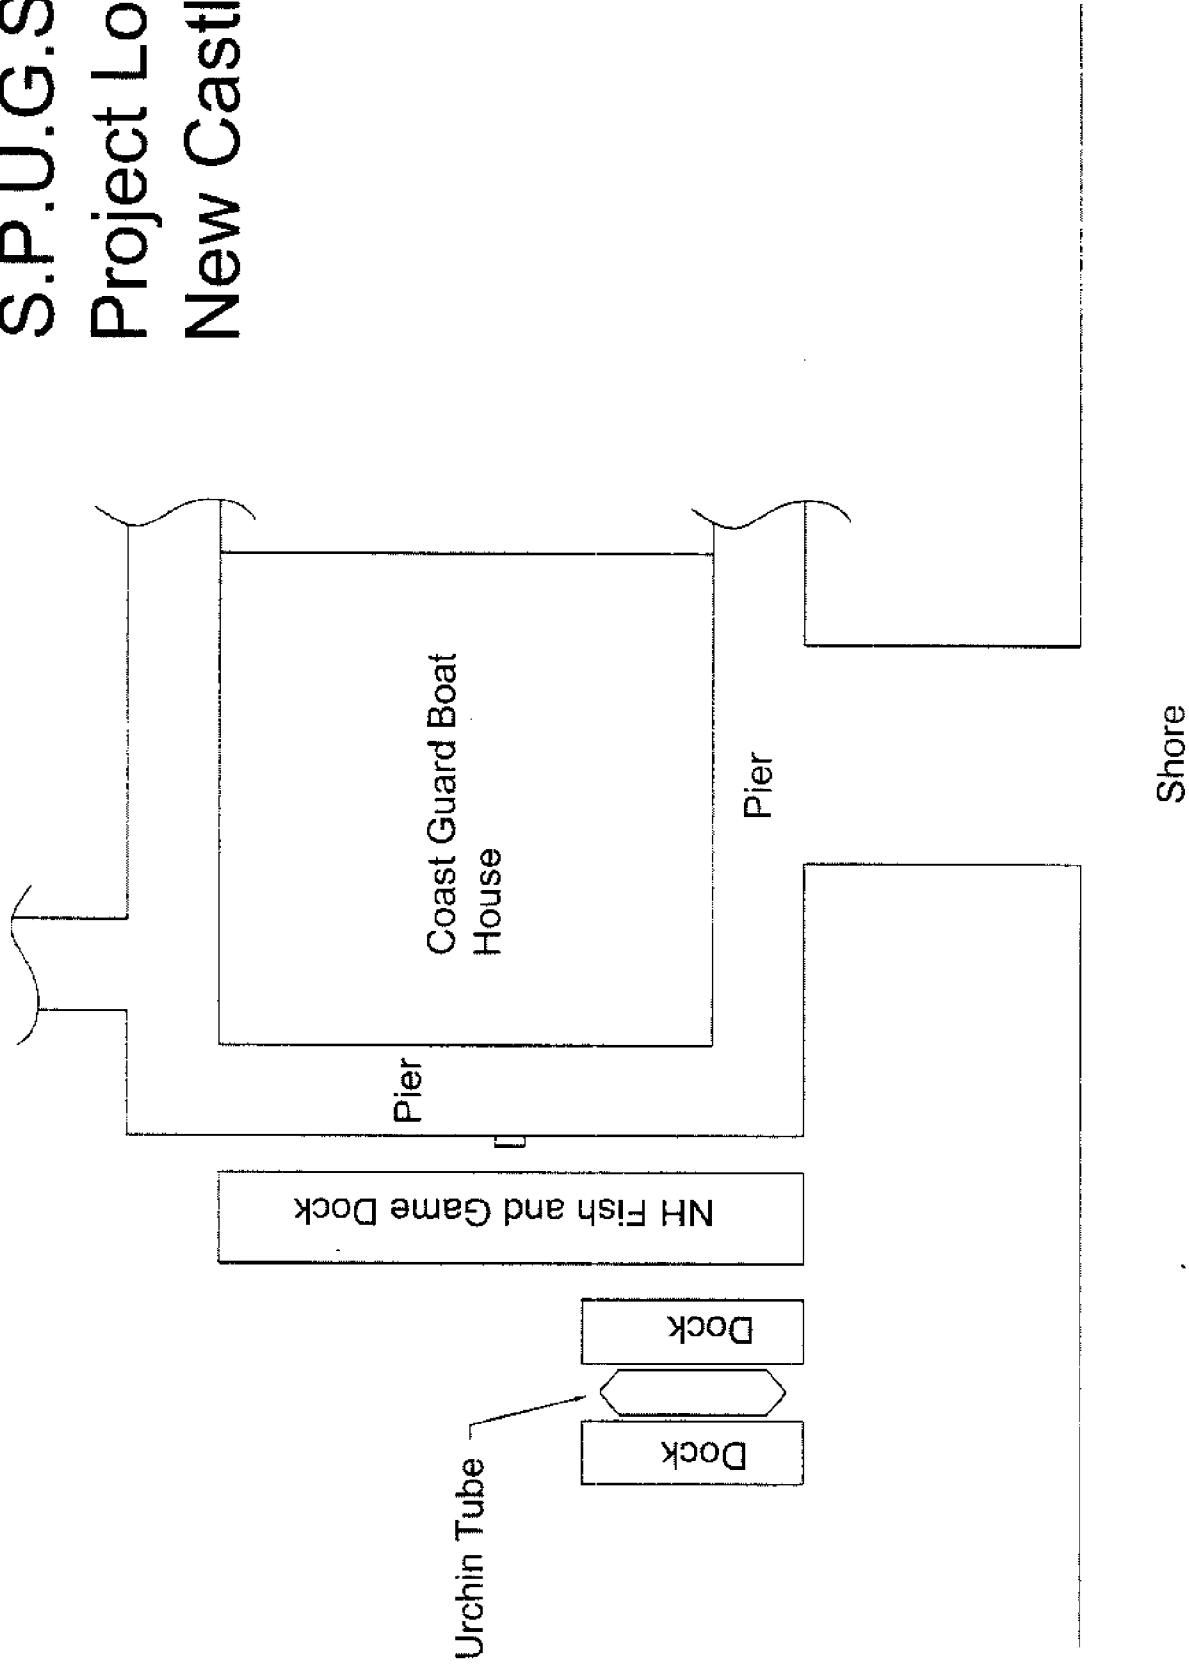 S.P.U.G.S
Project Lo
New Castl
Coast Guard Boat
House
Pier
Pier
Shore
NH Fish and Game Dock
Dock
Dock
Urchin Tube